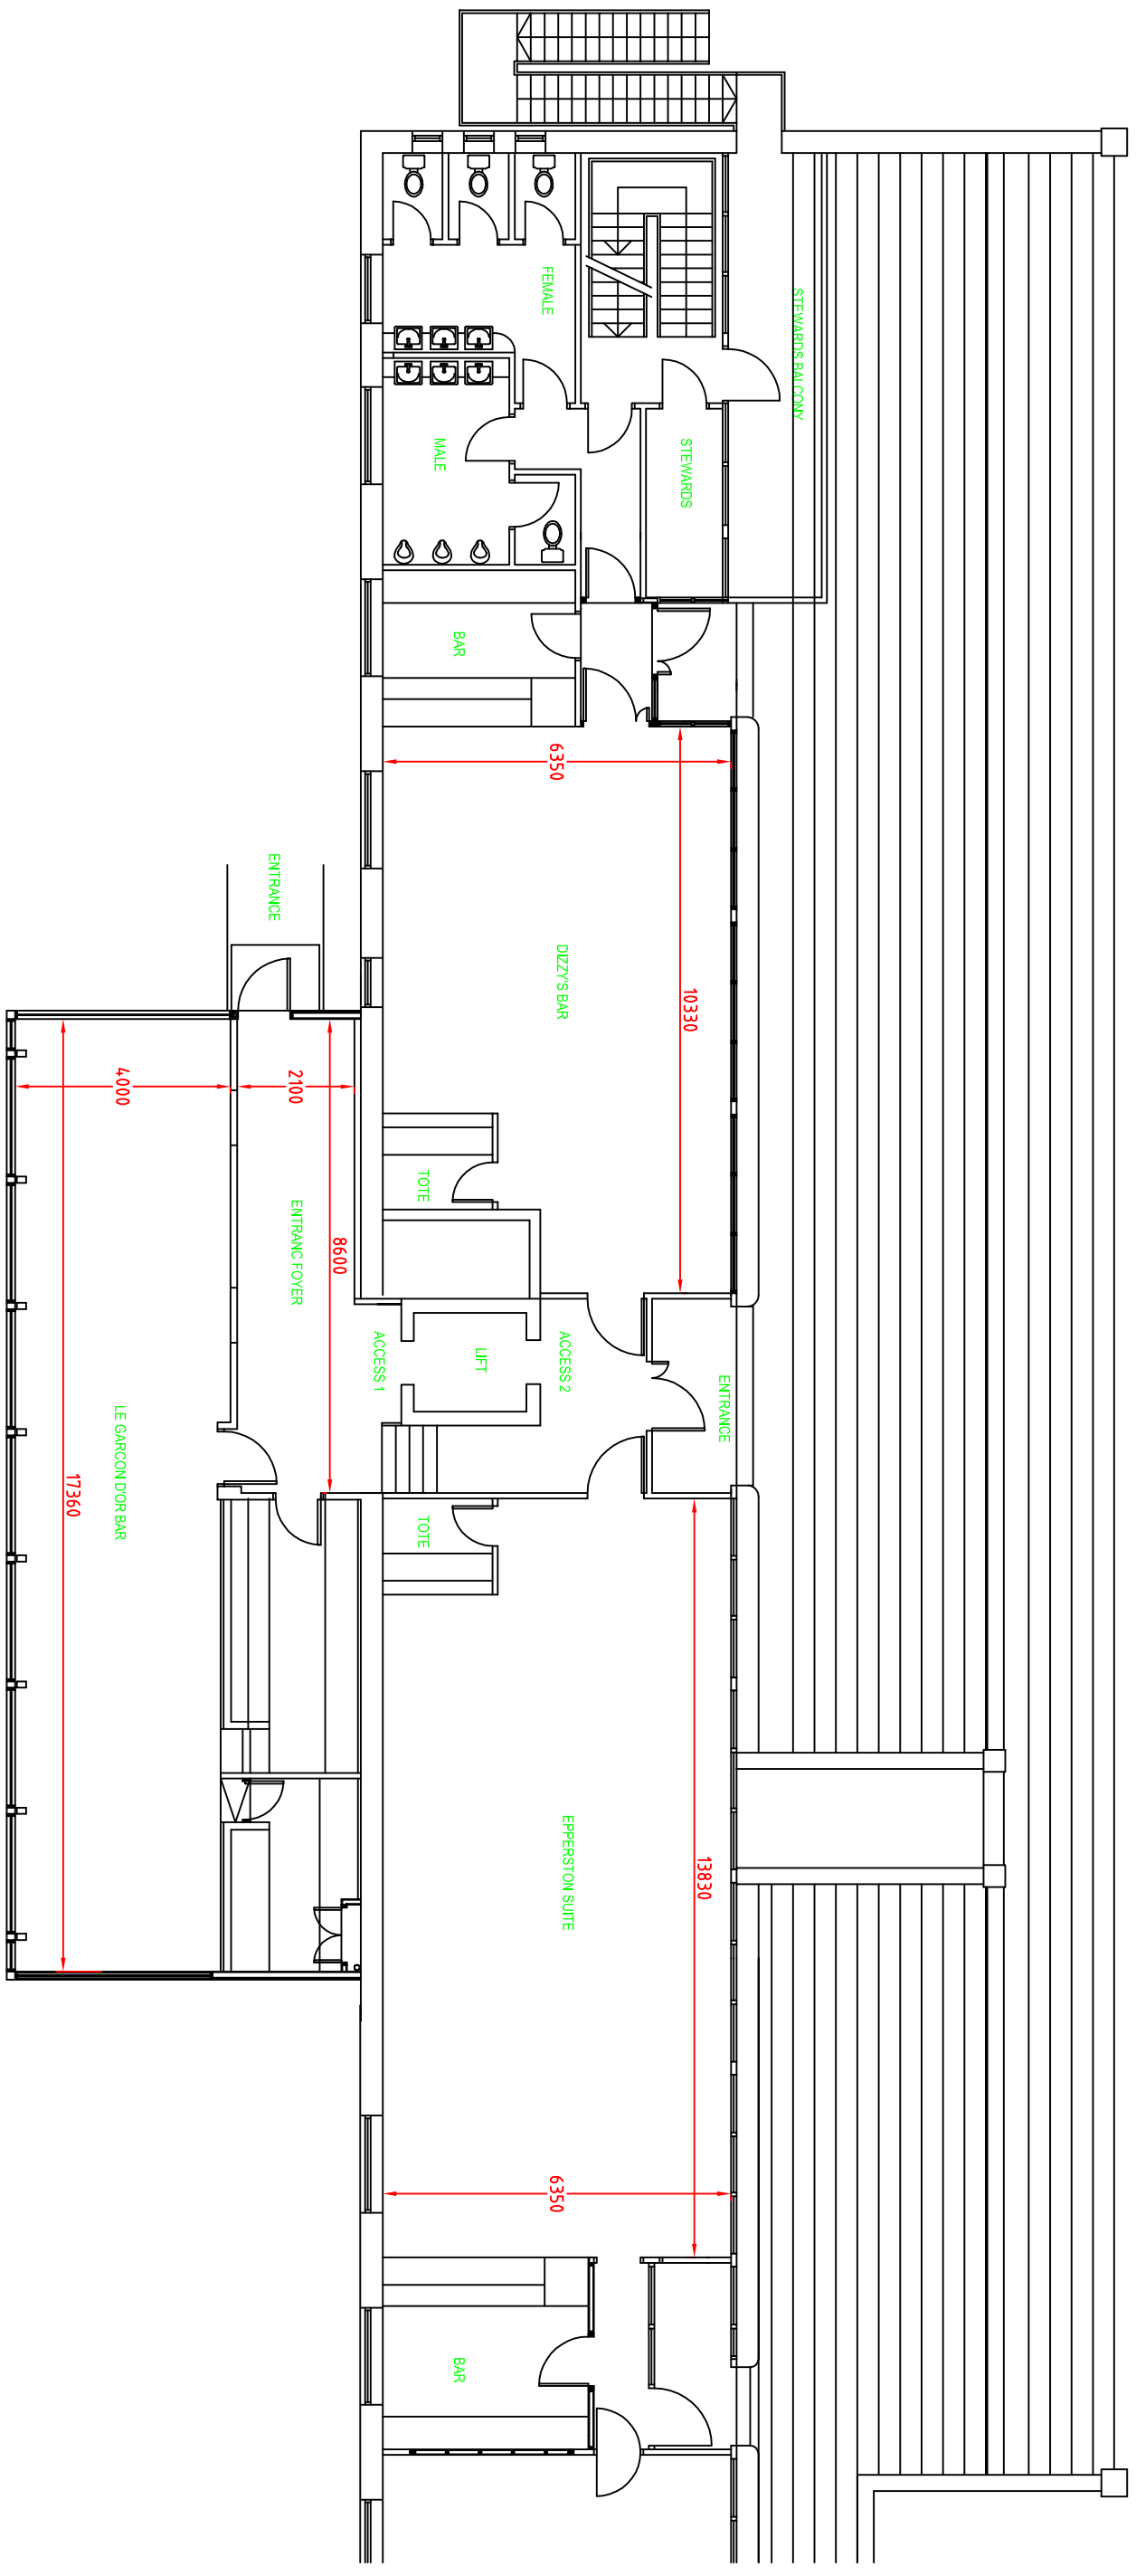 STEWARDS BALCONY
FEMALE
STEWARDS
MALE
BAR
6350
10330
DIZZY'S BAR
ENTRANCE
TOTE
4000
2100
8600
ENTRANC FOYER
17360
LE GARCON D'OR BAR
ACCESS 1
LIFT
ACCESS 2
ENTRANCE
TOTE
13830
EPPERSTON SUITE
6350
BAR